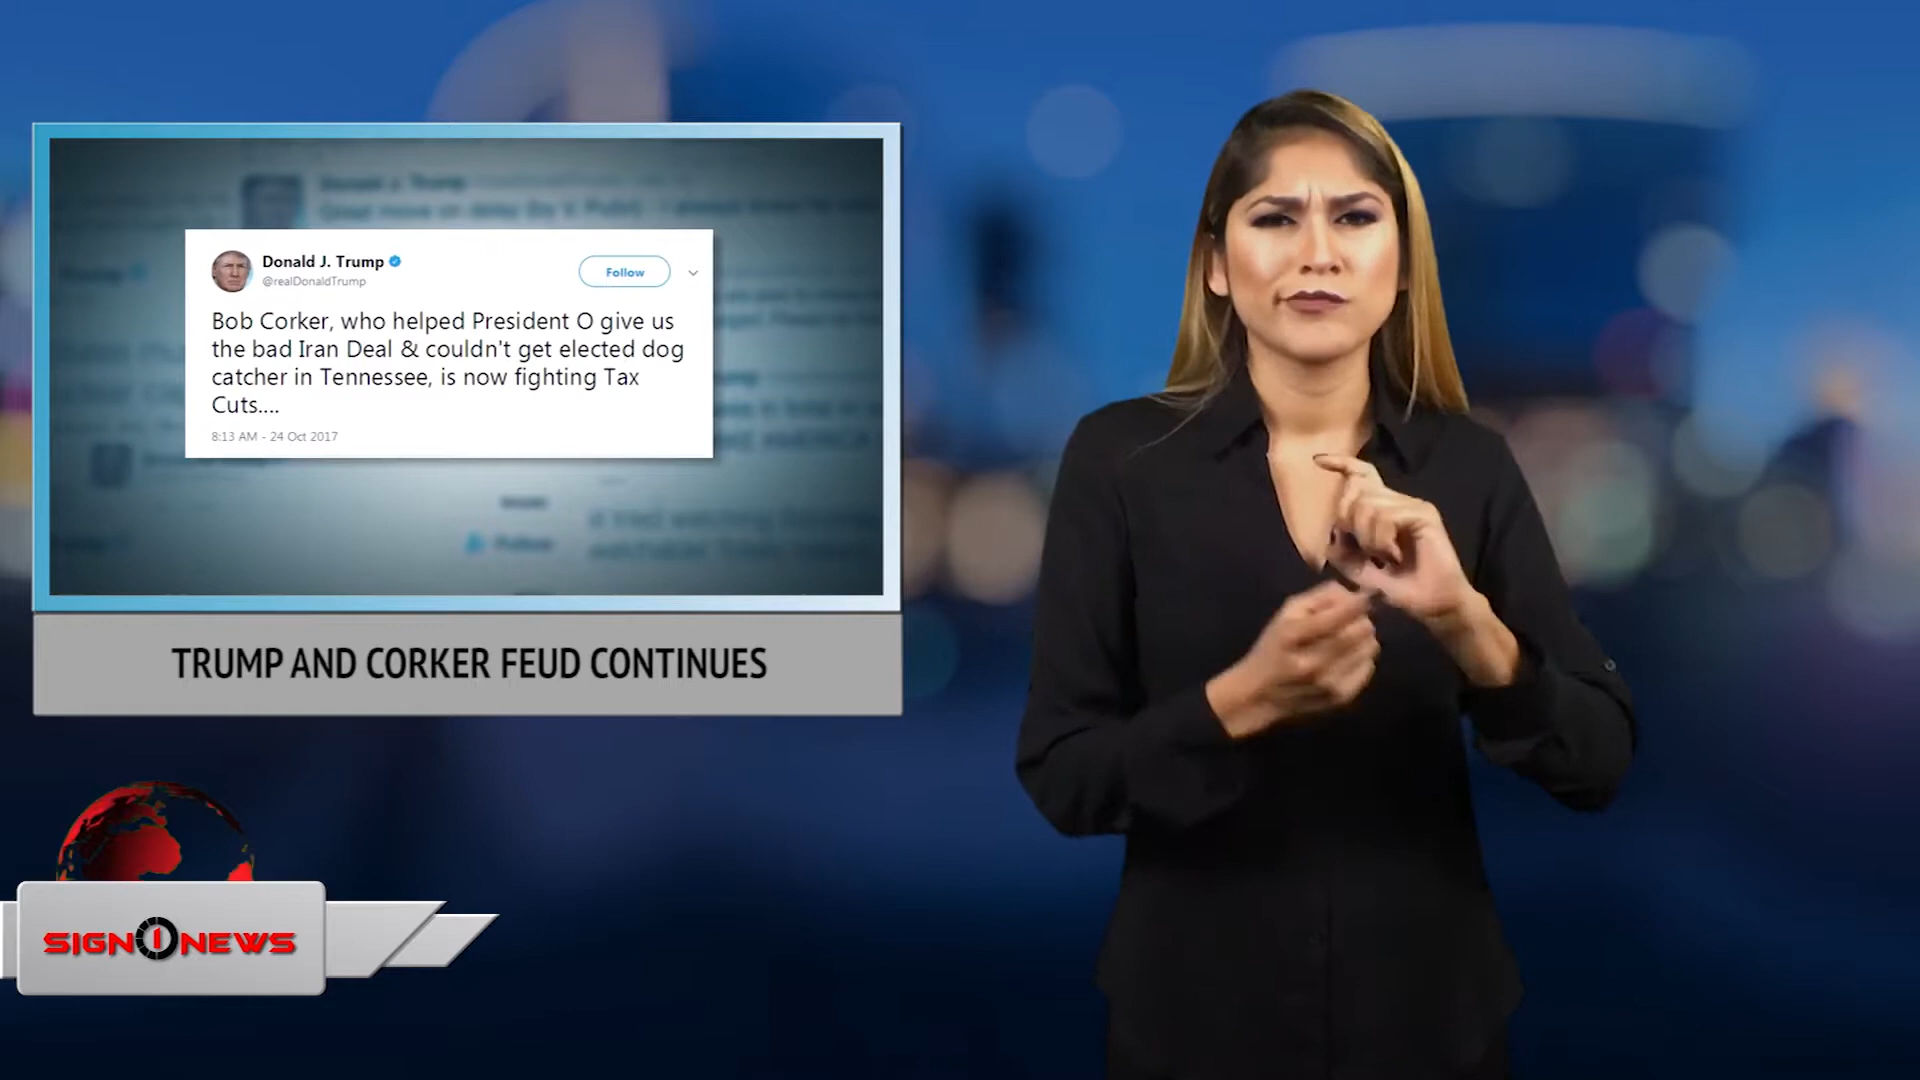 Donald J. Trump
@realDonaldTrump
Follow
Bob Corker, who helped President O give us
the bad Iran Deal & couldn't get elected dog
catcher in Tennessee, is now fighting Tax
Cuts....
8:13 AM - 24 Oct 2017
TRUMP AND CORKER FEUD CONTINUES
SIGN1NEWS